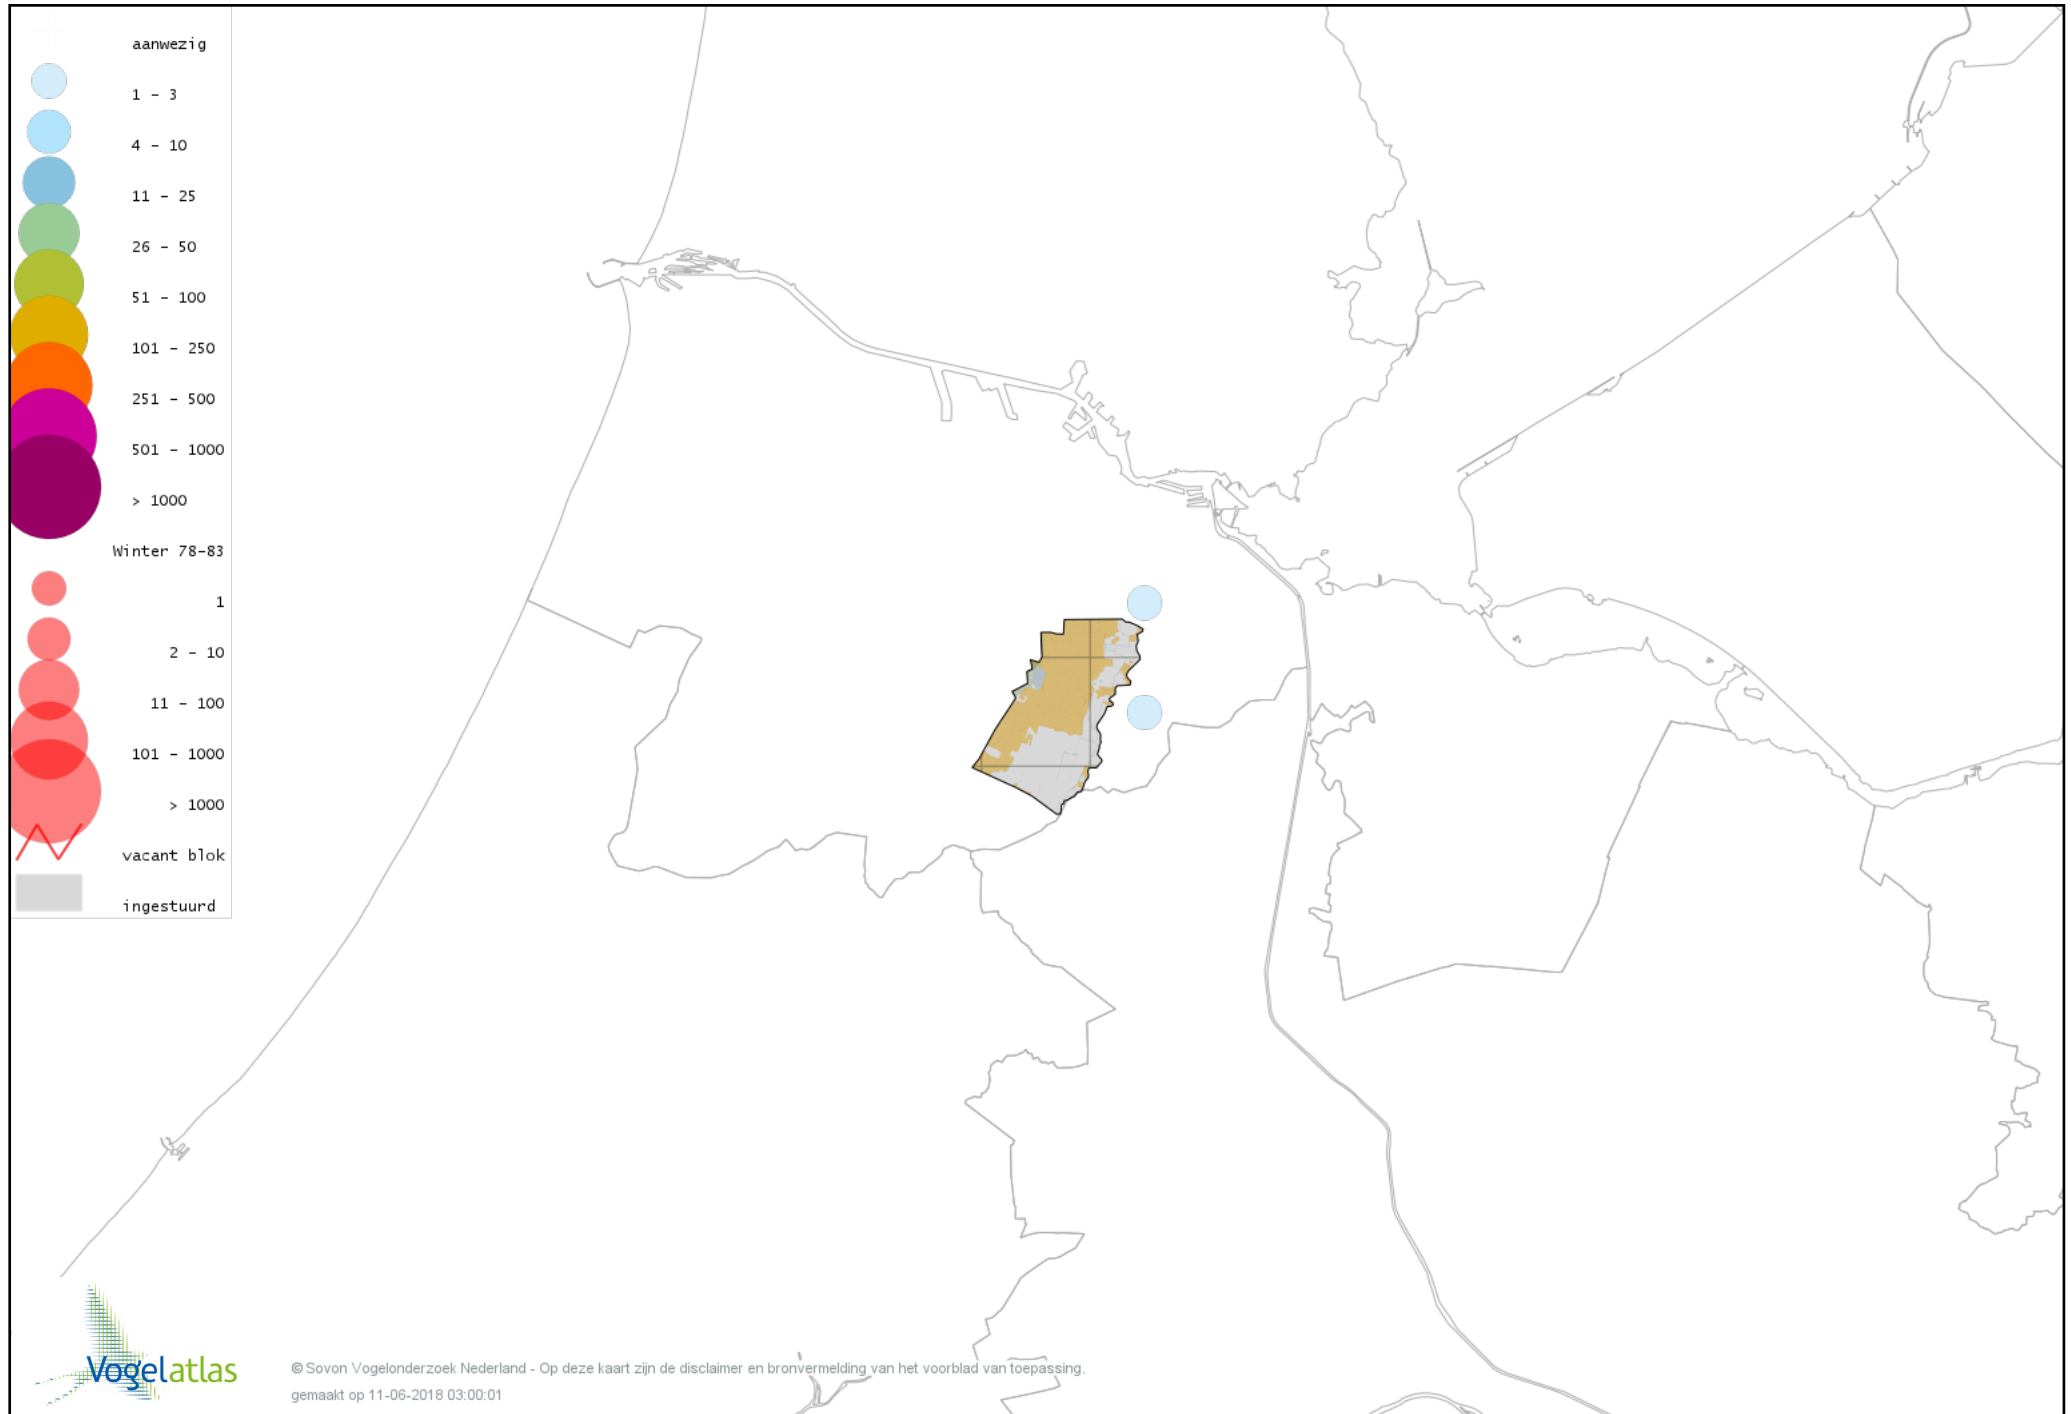 aanwezig
1 - 3
4 - 10
11 - 25
26 - 50
51 - 100
101 - 250
251 - 500
501 - 1000
> 1000
Winter 78-83
1
2 - 10
11 - 100
101 - 1000
> 1000
vacant blok
ingestuurd
Vogelatlas
© Sovon Vogelonderzoek Nederland - Op deze kaart zijn de disclaimer en bronvermelding van het voorblad van toepassing.
gemaakt op 11-06-2018 03:00:01